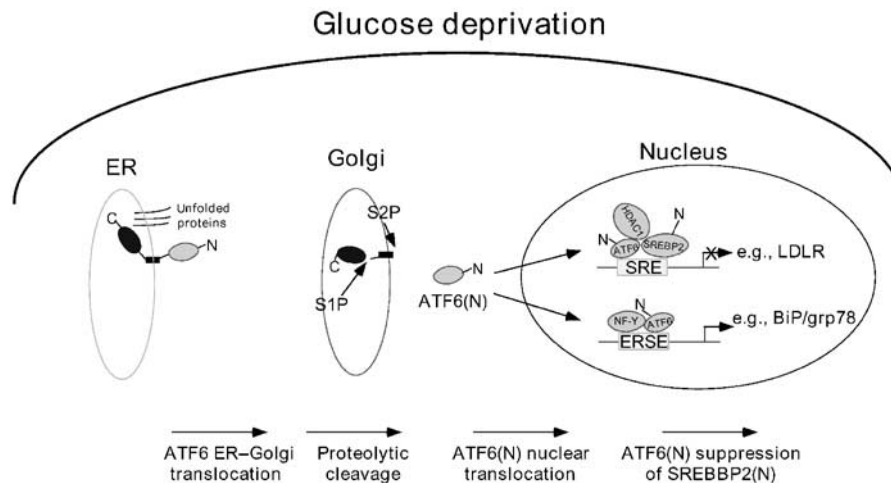 Glucose deprivation
ER
Golgi
Nucleus
C
Unfolded
proteins
N
S2P
C
S1P
N
ATF6(N)
HDAC1
N
N
ATF6
SREBP2
SRE
X
e.g., LDLR
N
NF-Y
ATF6
ERSE
e.g., BiP/grp78
ATF6 ER–Golgi
translocation
Proteolytic
cleavage
ATF6(N) nuclear
translocation
ATF6(N) suppression
of SREBBP2(N)